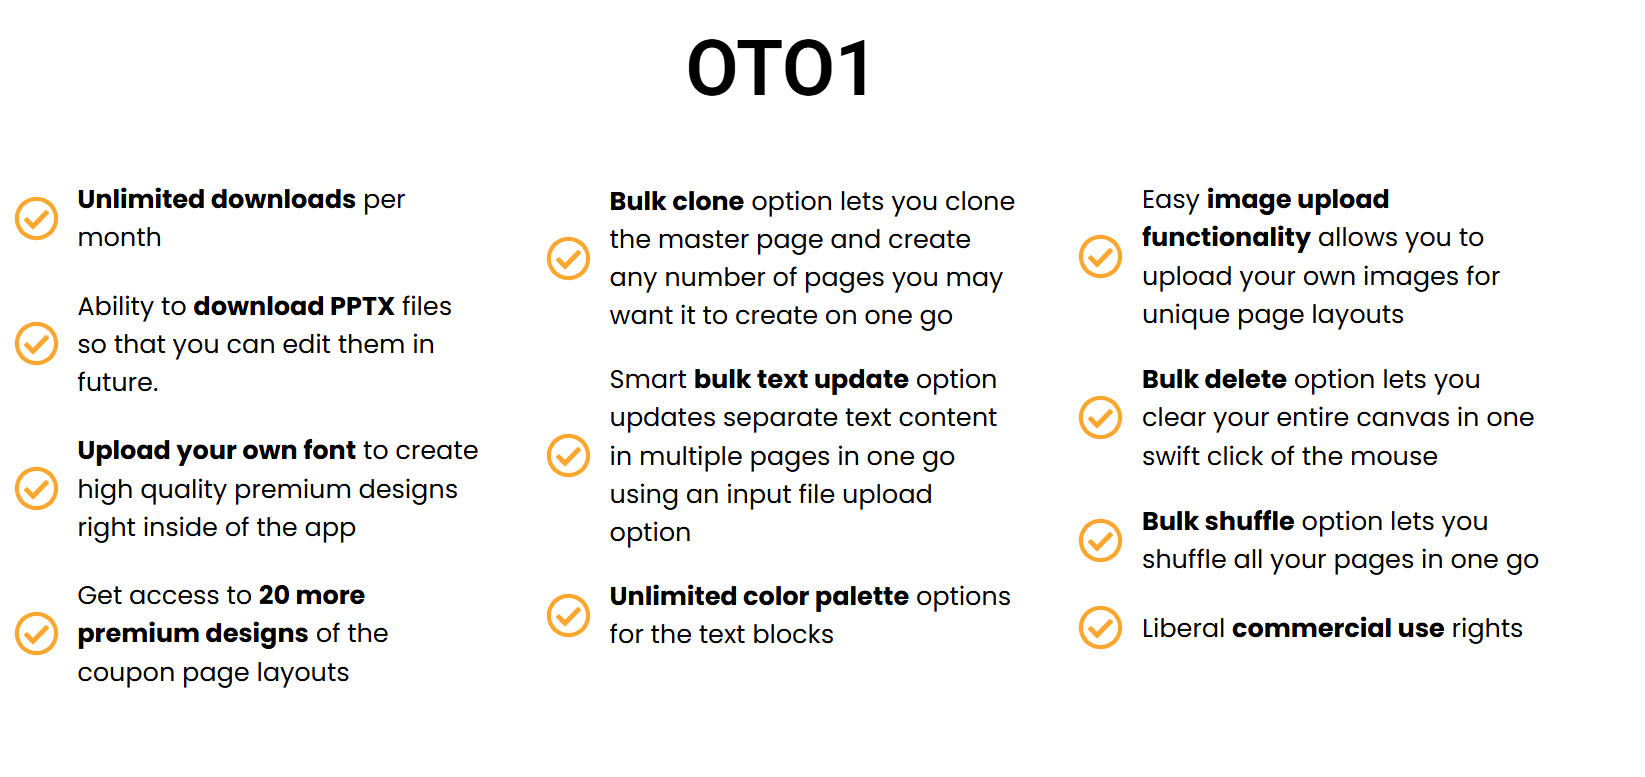 OTO1
Unlimited downloads per
month
Ability to download PPTX files
so that you can edit them in
future.
Upload your own font to create
high quality premium designs
right inside of the app
Get access to 20 more
premium designs of the
coupon page layouts
Bulk clone option lets you clone
the master page and create
any number of pages you may
want it to create on one go
Smart bulk text update option
updates separate text content
in multiple pages in one go
using an input file upload
option
Unlimited color palette options
for the text blocks
Easy image upload
functionality allows you to
upload your own images for
unique page layouts
Bulk delete option lets you
clear your entire canvas in one
swift click of the mouse
Bulk shuffle option lets you
shuffle all your pages in one go
Liberal commercial use rights